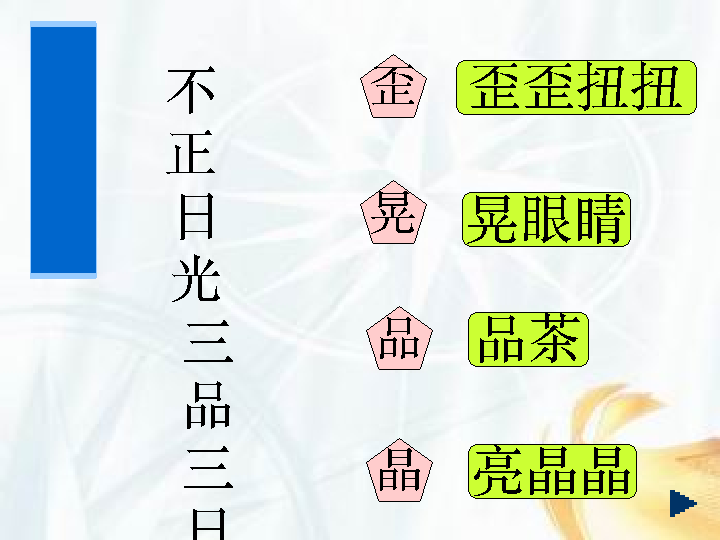 不
正
日
光
三
品
三
日
歪
歪歪扭扭
晃
晃眼睛
品
品茶
晶
亮晶晶